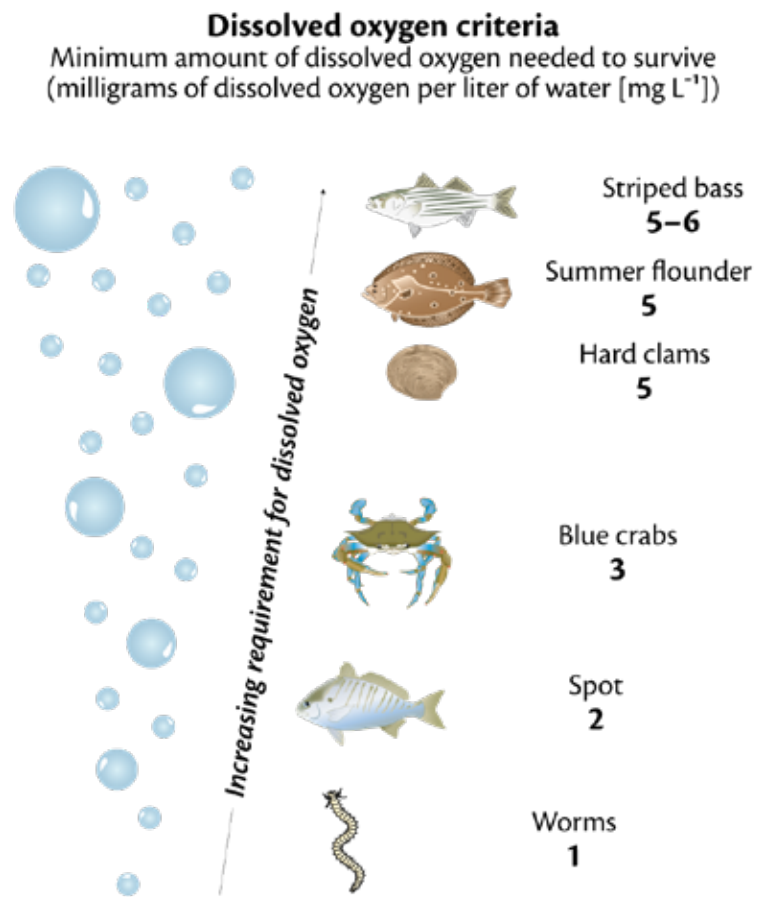 Dissolved oxygen criteria
Minimum amount of dissolved oxygen needed to survive
(milligrams of dissolved oxygen per liter of water [mg L⁻¹])
Striped bass
5–6
Summer flounder
5
Hard clams
5
Increasing requirement for dissolved oxygen
Blue crabs
3
Spot
2
Worms
1